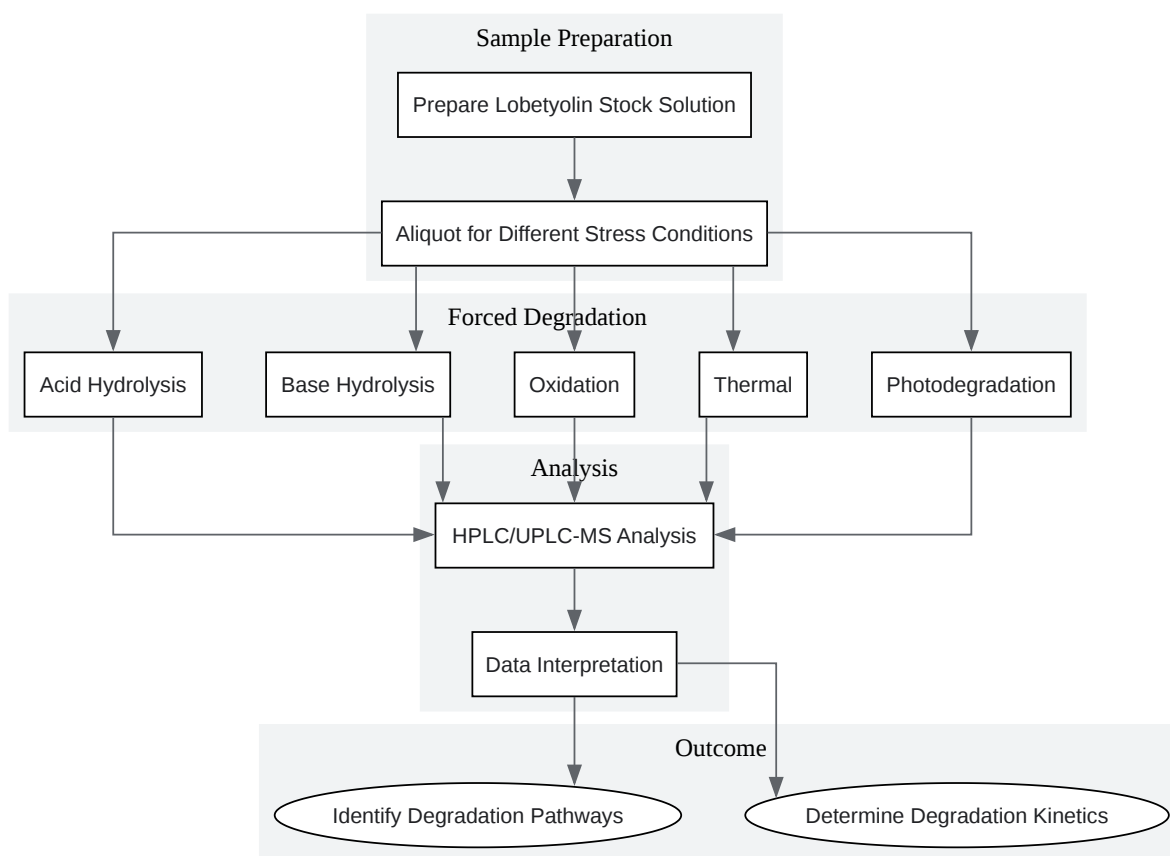 Sample Preparation
Prepare Lobetyolin Stock Solution
Aliquot for Different Stress Conditions
Forced Degradation
Acid Hydrolysis
Base Hydrolysis
Oxidation
Thermal
Photodegradation
Analysis
HPLC/UPLC-MS Analysis
Data Interpretation
Outcome
Identify Degradation Pathways
Determine Degradation Kinetics